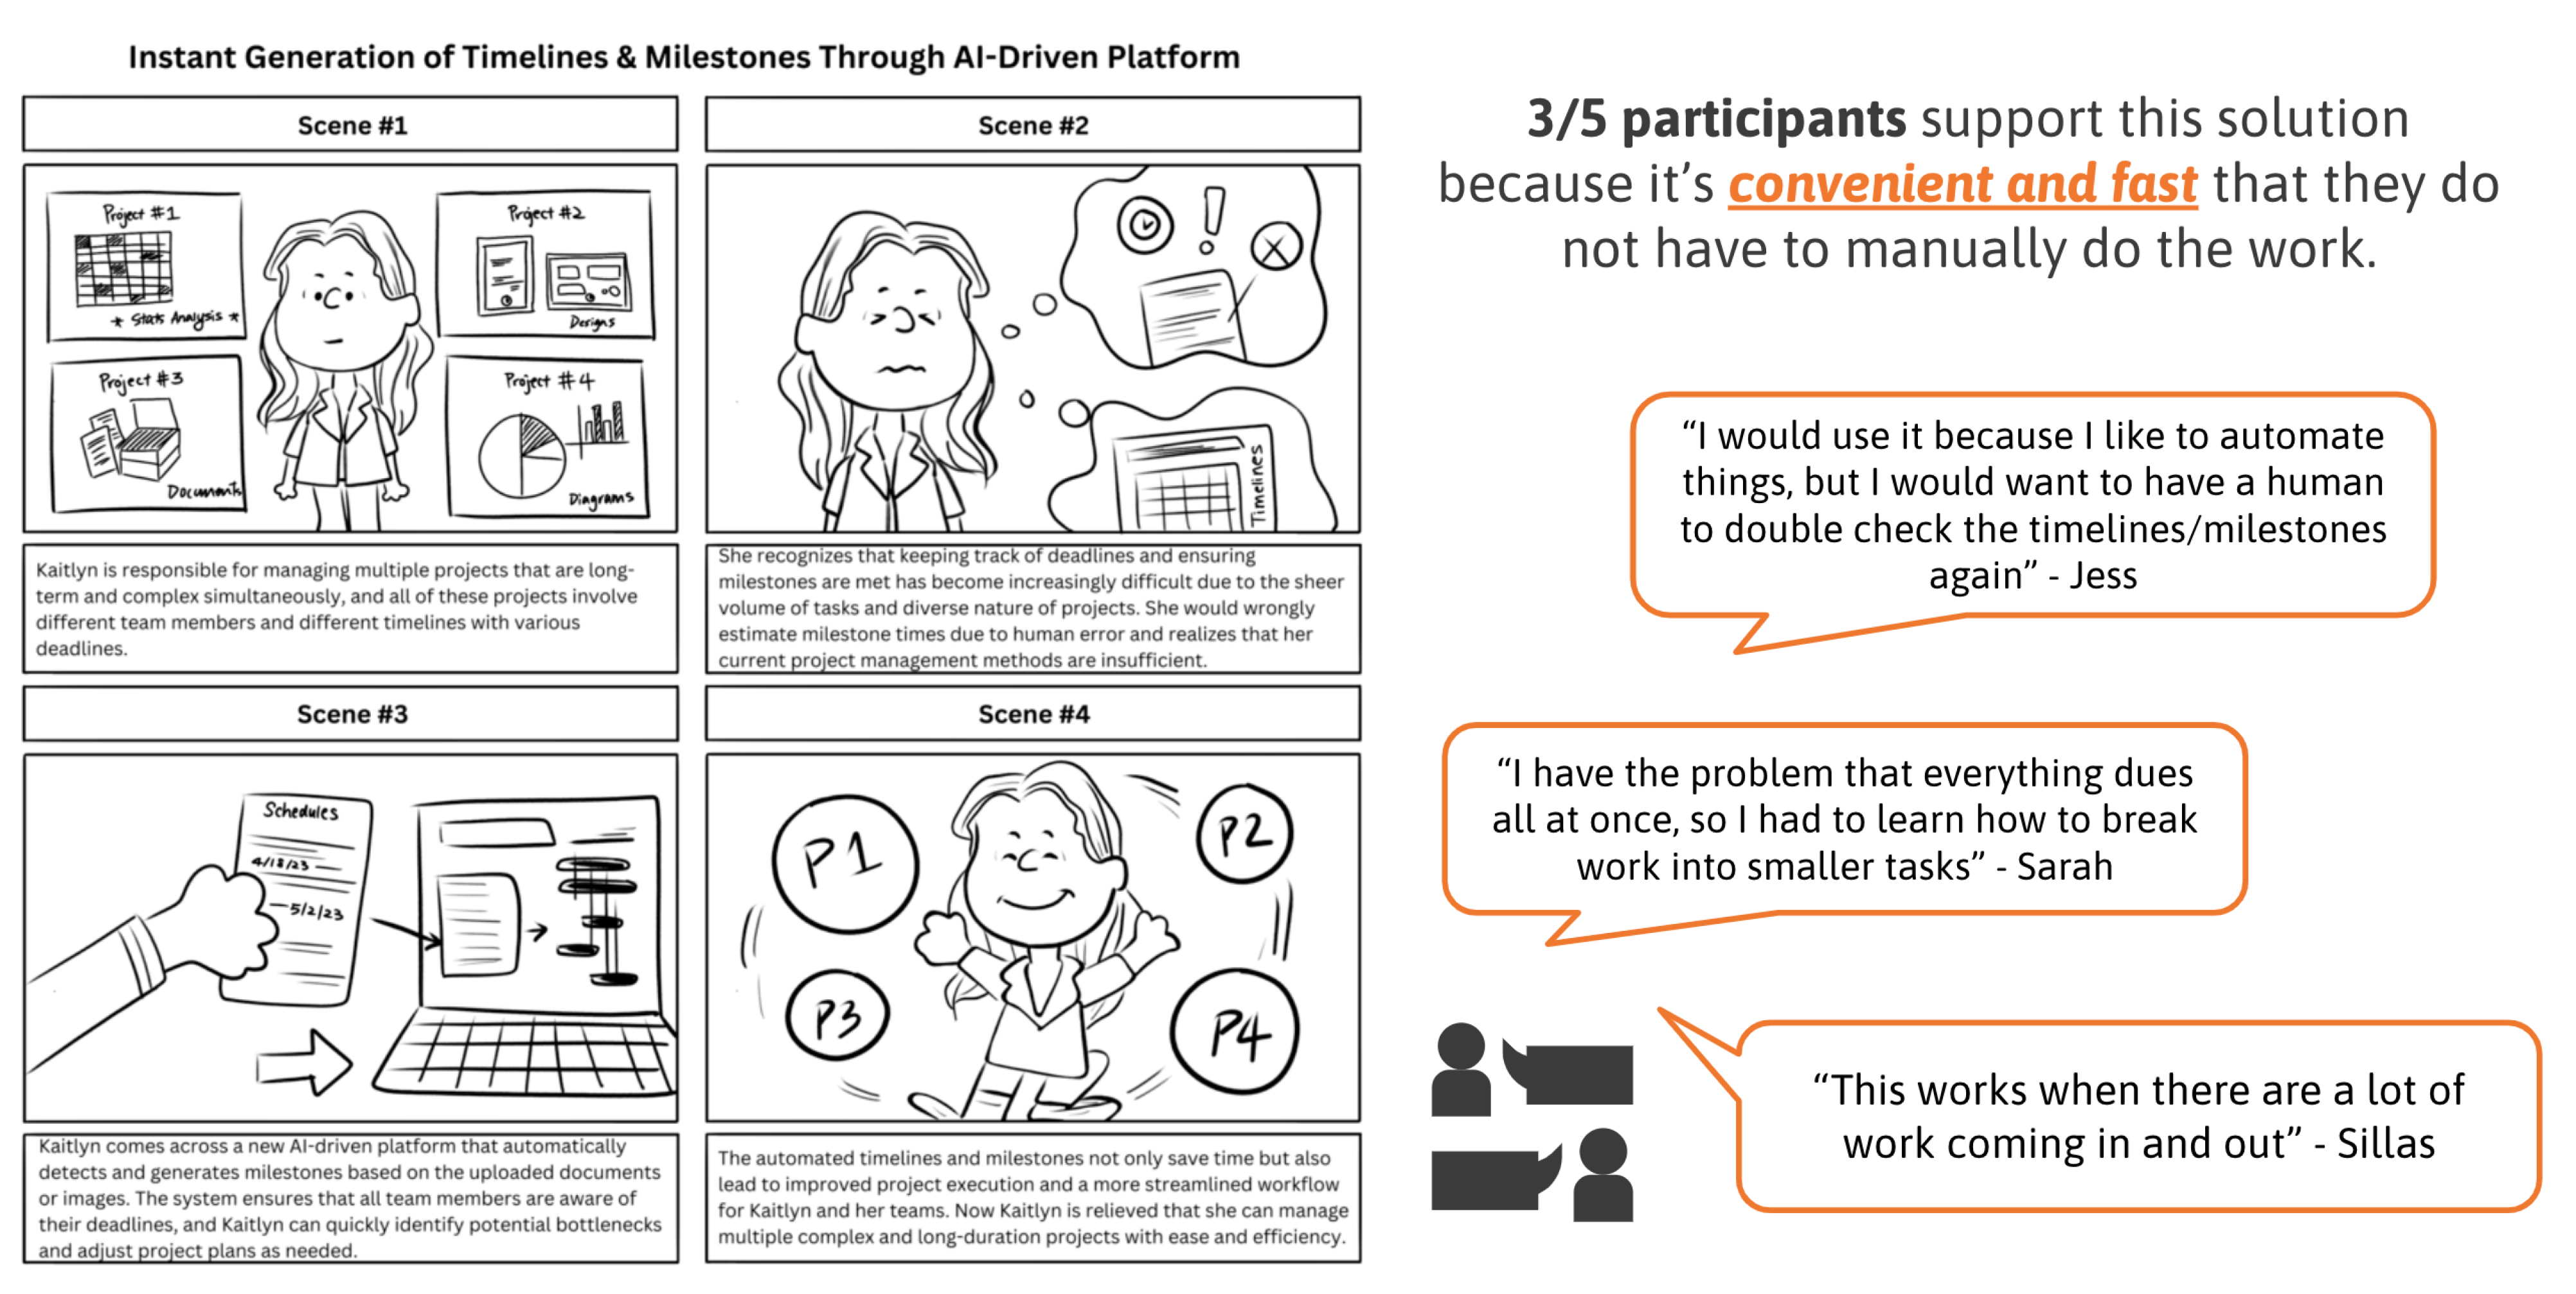 Instant Generation of Timelines & Milestones Through AI-Driven Platform
Scene #1
Project #1
* Stats Analysis *
Project #2
Designs
Project #3
Documents
Project #4
Diagrams
Kaitlyn is responsible for managing multiple projects that are long-
term and complex simultaneously, and all of these projects involve
different team members and different timelines with various
deadlines.
Scene #2
!
Timelines
She recognizes that keeping track of deadlines and ensuring
milestones are met has become increasingly difficult due to the sheer
volume of tasks and diverse nature of projects. She would wrongly
estimate milestone times due to human error and realizes that her
current project management methods are insufficient.
Scene #3
Schedules
4/18/23
5/2/23
Kaitlyn comes across a new AI-driven platform that automatically
detects and generates milestones based on the uploaded documents
or images. The system ensures that all team members are aware of
their deadlines, and Kaitlyn can quickly identify potential bottlenecks
and adjust project plans as needed.
Scene #4
P1
P2
P3
P4
The automated timelines and milestones not only save time but also
lead to improved project execution and a more streamlined workflow
for Kaitlyn and her teams. Now Kaitlyn is relieved that she can manage
multiple complex and long-duration projects with ease and efficiency.
3/5 participants support this solution
because it’s convenient and fast that they do
not have to manually do the work.
“I would use it because I like to automate
things, but I would want to have a human
to double check the timelines/milestones
again” - Jess
“I have the problem that everything dues
all at once, so I had to learn how to break
work into smaller tasks” - Sarah
“This works when there are a lot of
work coming in and out” - Sillas